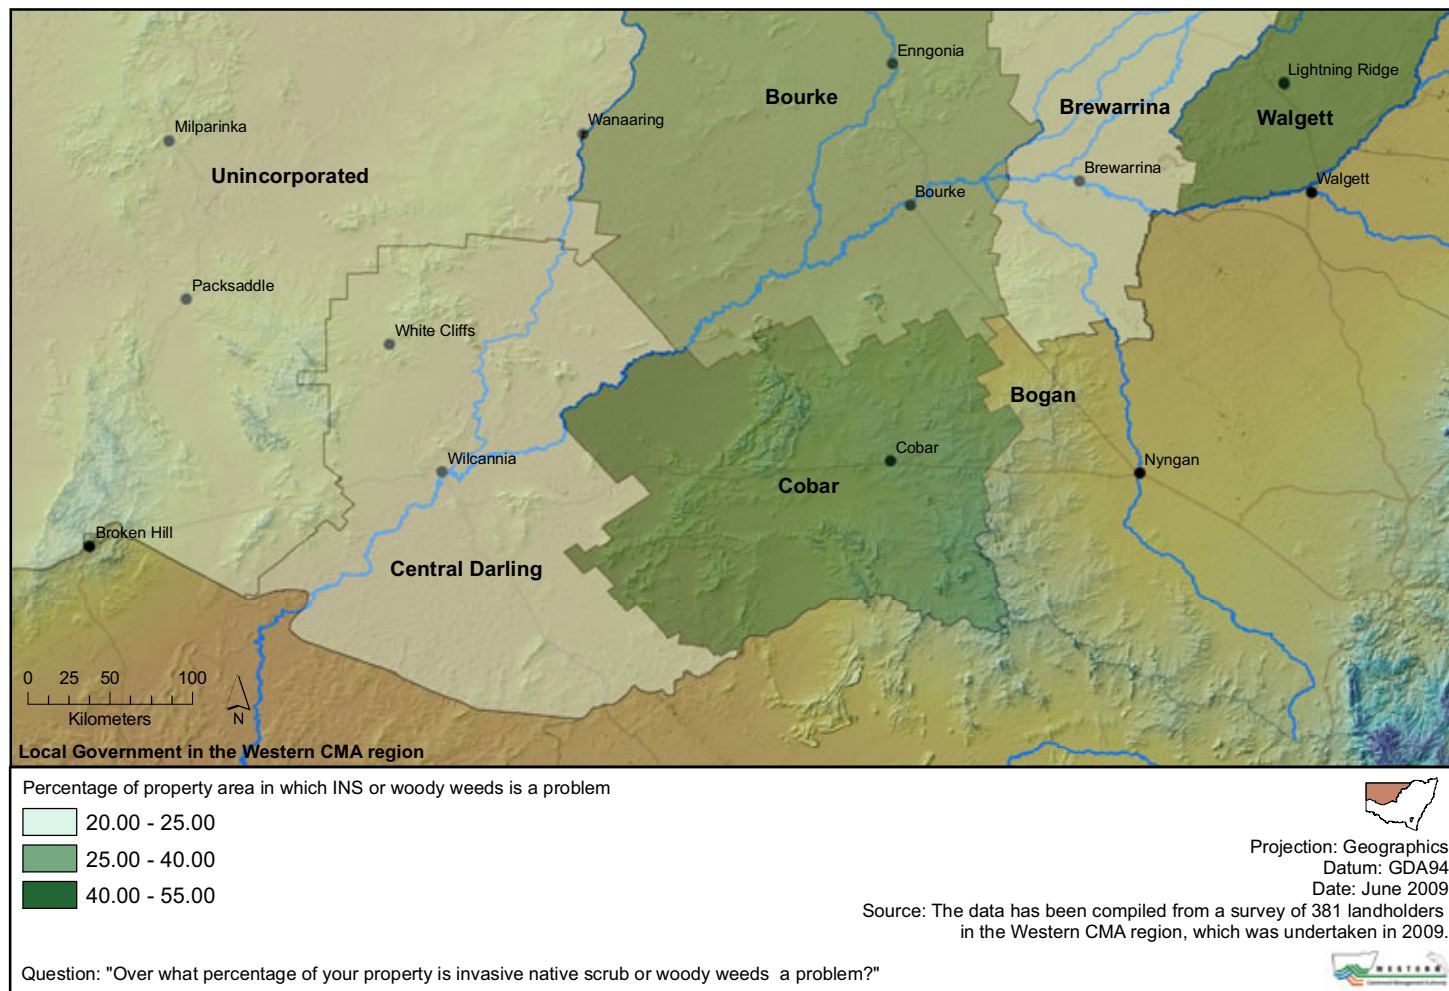 Enngonia
Lightning Ridge
Bourke
Brewarrina
Walgett
Milparinka
Wanaaring
Unincorporated
Brewarrina
Walgett
Bourke
Packsaddle
White Cliffs
Bogan
Cobar
Wilcannia
Nyngan
Cobar
Broken Hill
Central Darling
0 25 50 100
Kilometers
N
Local Government in the Western CMA region
Percentage of property area in which INS or woody weeds is a problem
20.00 - 25.00
25.00 - 40.00
40.00 - 55.00
Projection: Geographics
Datum: GDA94
Date: June 2009
Source: The data has been compiled from a survey of 381 landholders
in the Western CMA region, which was undertaken in 2009.
Question: "Over what percentage of your property is invasive native scrub or woody weeds  a problem?"
WESTERN
Catchment Management Authority